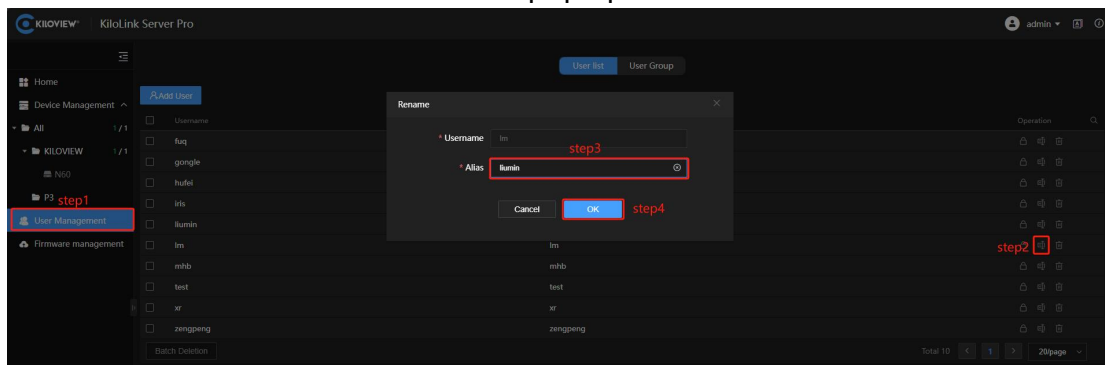 KILOVIEW KiloLink Server Pro admin
User list User Group
Home
Add User
Rename
Device Management
Username Operation
All 1/1
* Username lm
fuq
step3
KILOVIEW 1/1
gongle
* Alias liumin
N60
hufei
P3 step1
iris
Cancel OK step4
User Management
liumin
Firmware management
lm lm step2
mhb mhb
test test
xr xr
zengpeng zengpeng
Batch Deletion Total 10 < 1 > 20/page